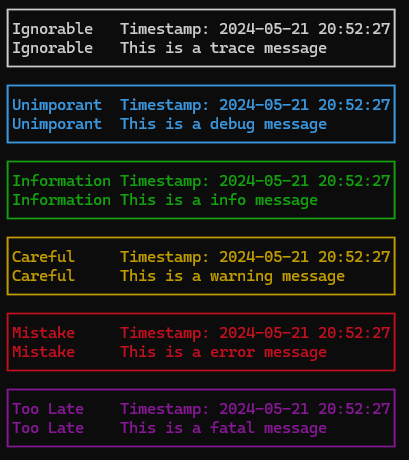 Ignorable   Timestamp: 2024-05-21 20:52:27
Ignorable   This is a trace message
Unimporant  Timestamp: 2024-05-21 20:52:27
Unimporant  This is a debug message
Information Timestamp: 2024-05-21 20:52:27
Information This is a info message
Careful     Timestamp: 2024-05-21 20:52:27
Careful     This is a warning message
Mistake     Timestamp: 2024-05-21 20:52:27
Mistake     This is a error message
Too Late    Timestamp: 2024-05-21 20:52:27
Too Late    This is a fatal message